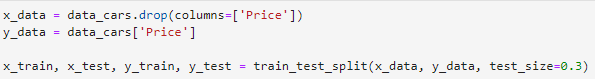 x_data = data_cars.drop(columns=['Price'])
y_data = data_cars['Price']
x_train, x_test, y_train, y_test = train_test_split(x_data, y_data, test_size=0.3)